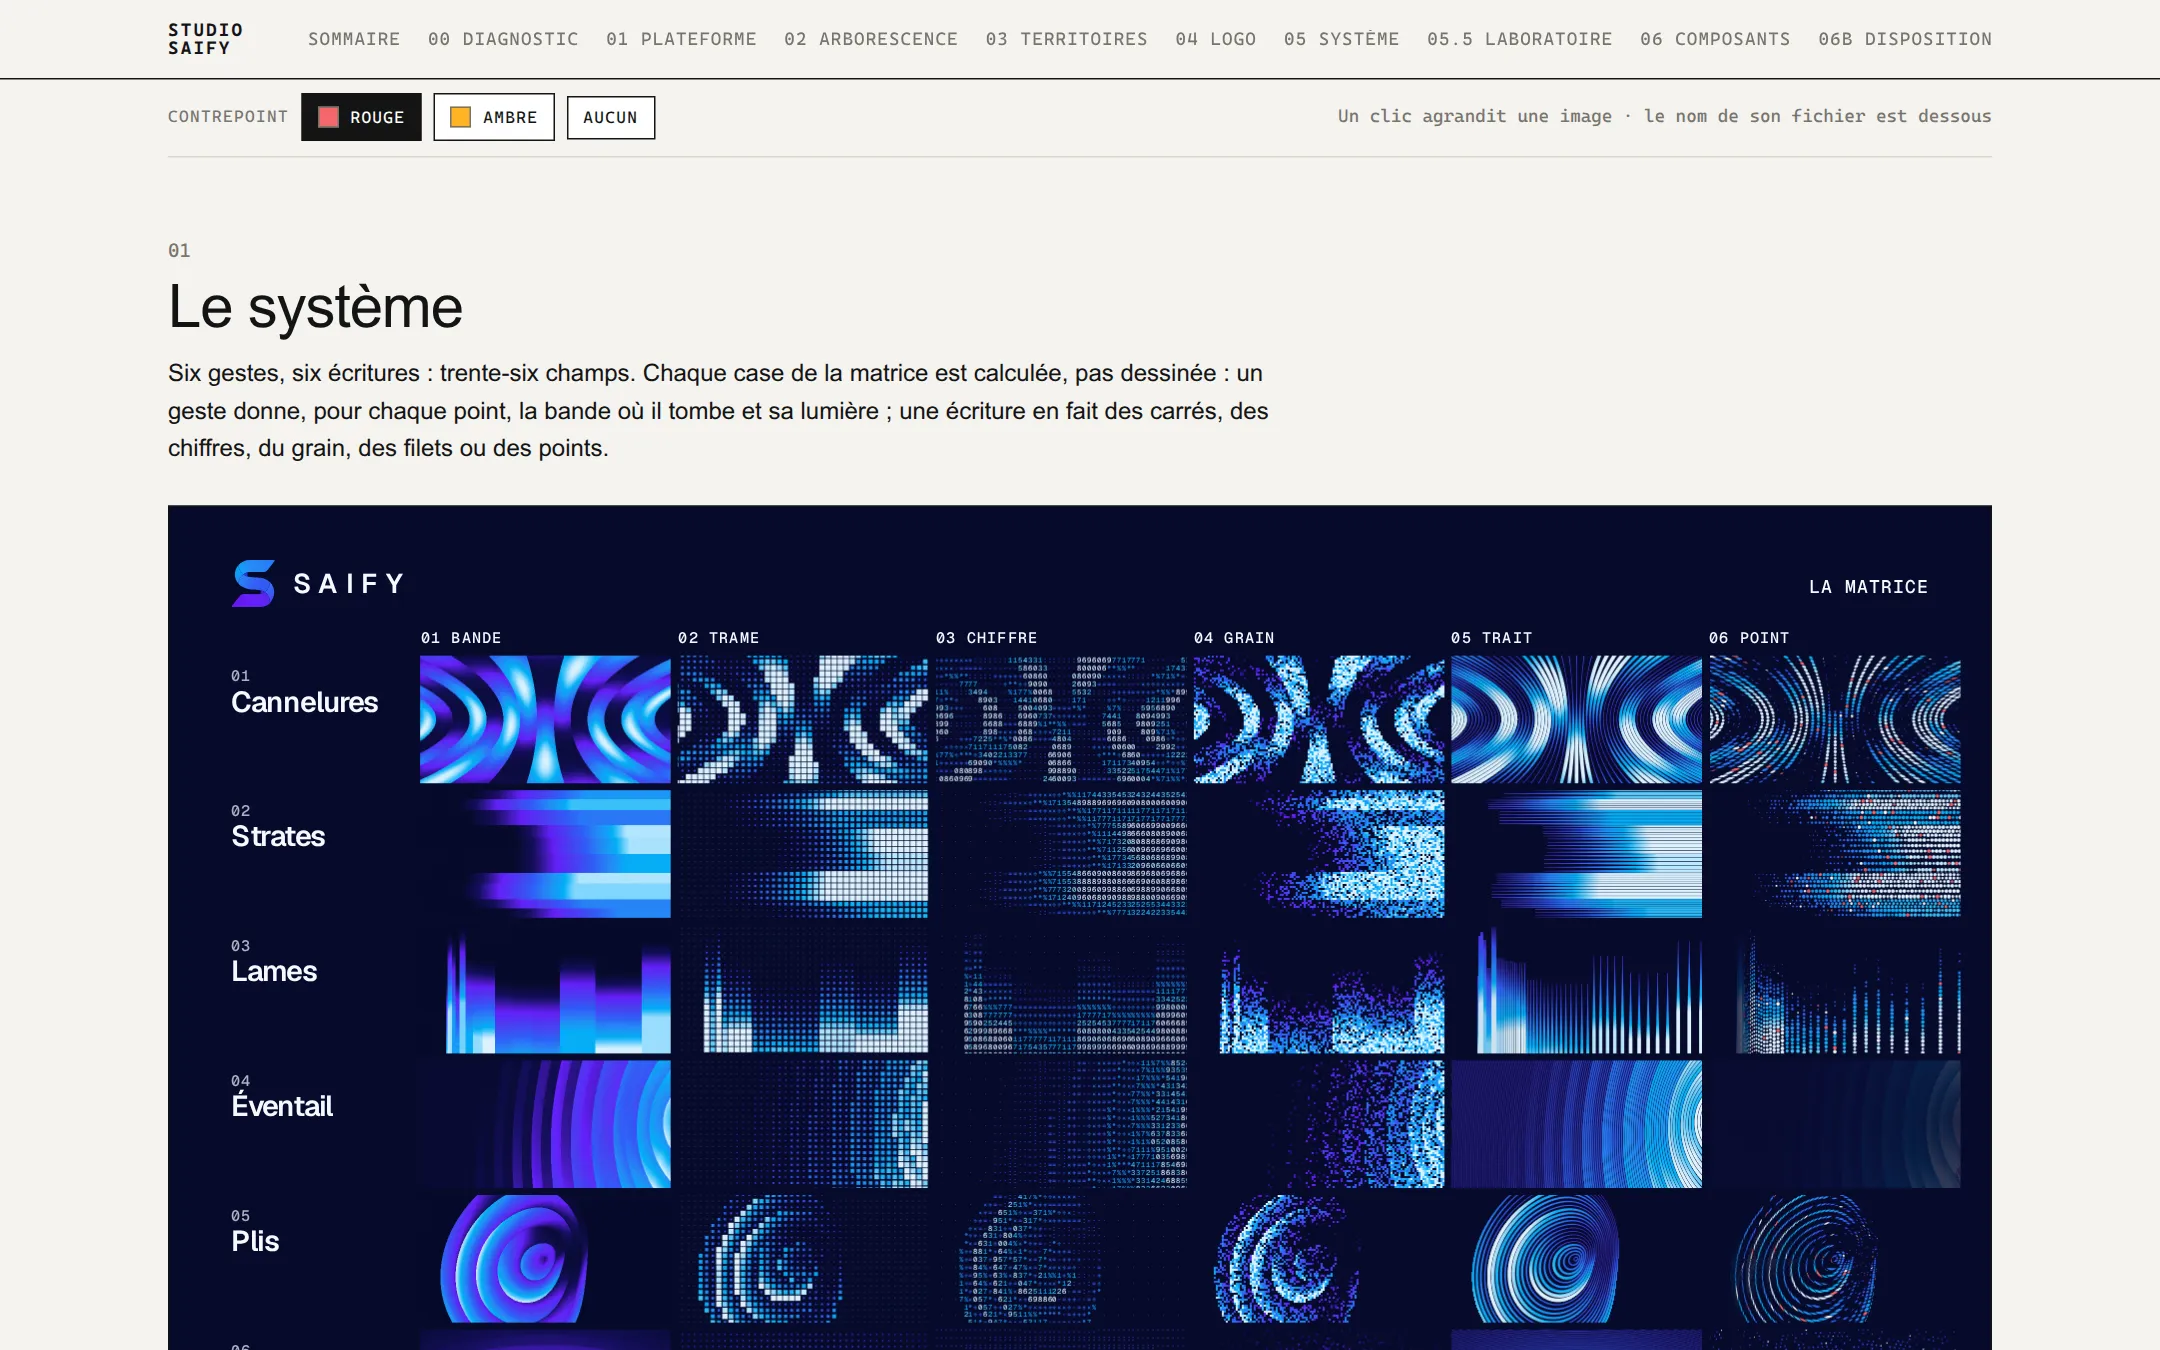 STUDIO
SAIFY
SOMMAIRE 00 DIAGNOSTIC 01 PLATEFORME 02 ARBORESCENCE 03 TERRITOIRES 04 LOGO 05 SYSTÈME 05.5 LABORATOIRE 06 COMPOSANTS 06B DISPOSITION
CONTREPOINT ROUGE AMBRE AUCUN
Un clic agrandit une image · le nom de son fichier est dessous
01
Le système
Six gestes, six écritures : trente-six champs. Chaque case de la matrice est calculée, pas dessinée : un
geste donne, pour chaque point, la bande où il tombe et sa lumière ; une écriture en fait des carrés, des
chiffres, du grain, des filets ou des points.
SAIFY
LA MATRICE
01 BANDE 02 TRAME 03 CHIFFRE 04 GRAIN 05 TRAIT 06 POINT
01
Cannelures
02
Strates
03
Lames
04
Éventail
05
Plis